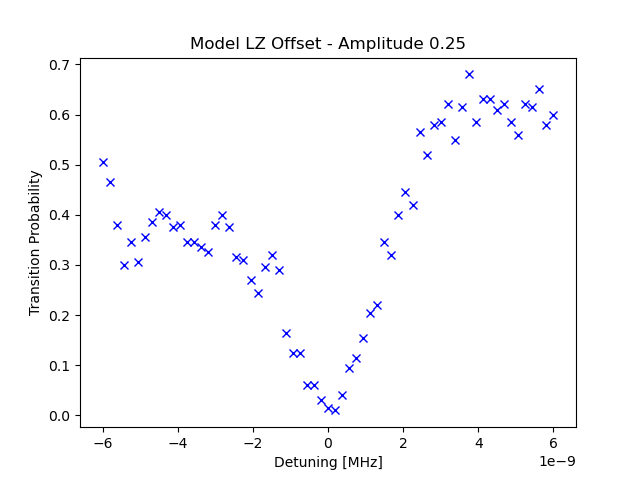 Model LZ Offset - Amplitude 0.25
0.7
0.6
0.5
0.4
0.3
0.2
0.1
0.0
Transition Probability
−6 −4 −2 0 2 4 6
Detuning [MHz]
1e−9